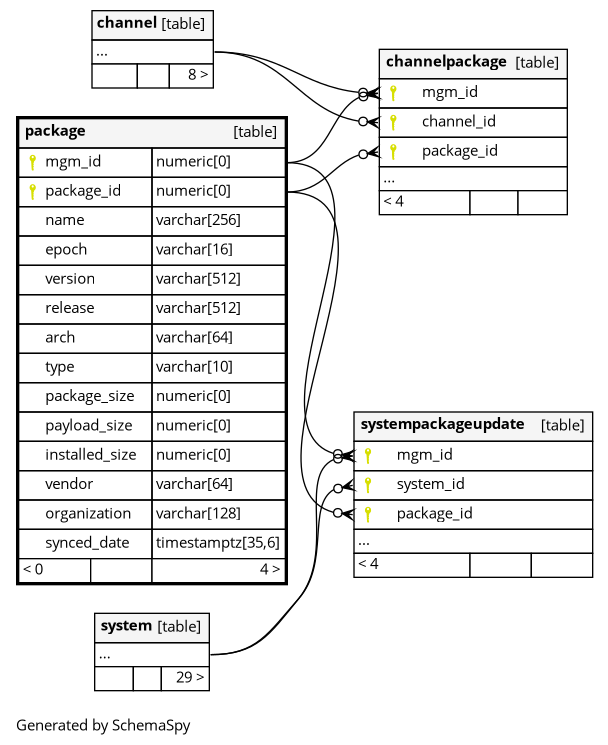 channel [table]
...
8 >
channelpackage [table]
mgm_id
channel_id
package_id
...
< 4
package [table]
mgm_id numeric[0]
package_id numeric[0]
name varchar[256]
epoch varchar[16]
version varchar[512]
release varchar[512]
arch varchar[64]
type varchar[10]
package_size numeric[0]
payload_size numeric[0]
installed_size numeric[0]
vendor varchar[64]
organization varchar[128]
synced_date timestamptz[35,6]
< 0 4 >
systempackageupdate [table]
mgm_id
system_id
package_id
...
< 4
system [table]
...
29 >
Generated by SchemaSpy